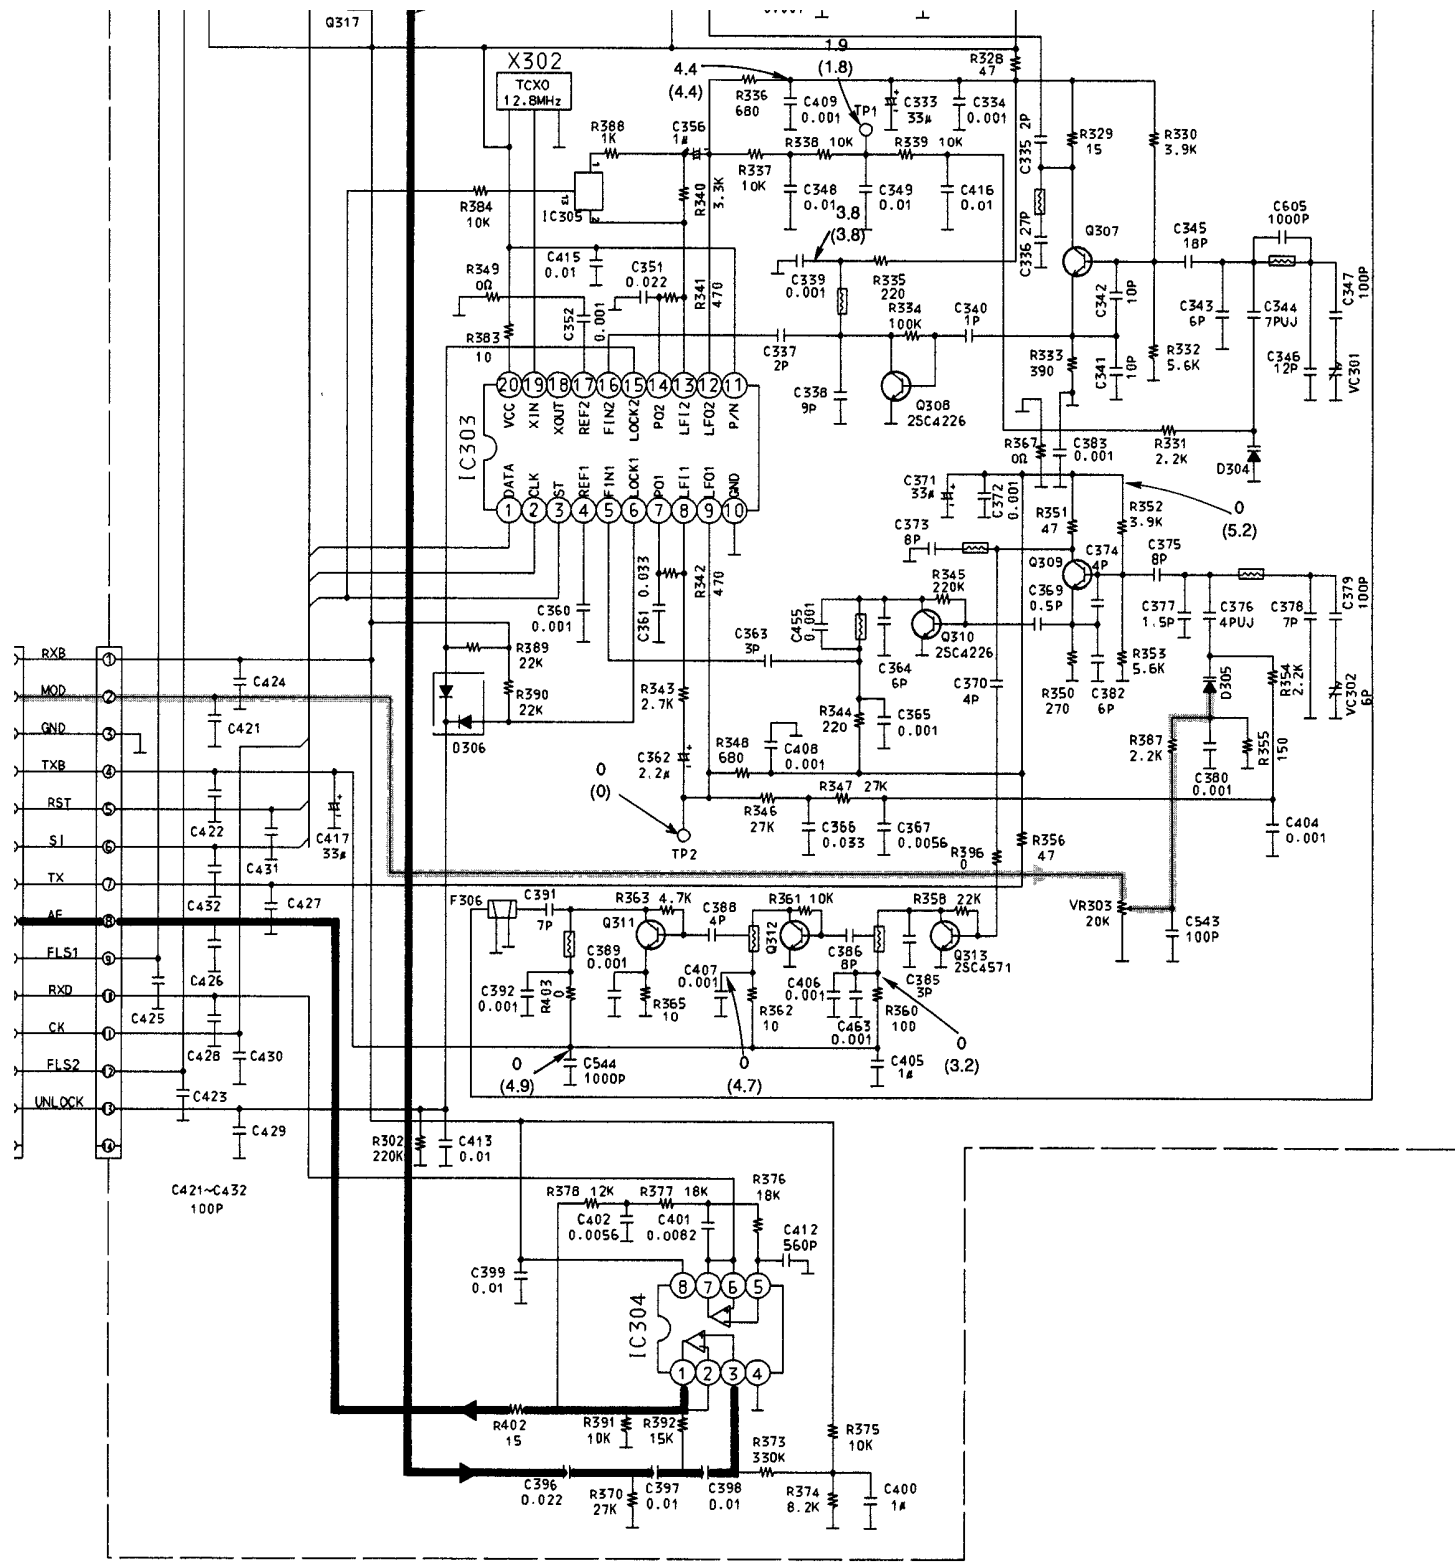 Q317
X302
TCXO
12.8MHz
1.9
(1.8)
4.4
(4.4)
R328
47
R336
680
C409
0.001
TP1
C333
33μ
C334
0.001
2P
C335
R329
15
R330
3.9K
R388
1K
C356
1μ
R338 10K
R339 10K
R337
10K
C348
0.01
C349
0.01
C416
0.01
R340
3.3K
R384
10K
1
13
2
IC305
3.8
(3.8)
C336 27P
Q307
C345
18P
C605
1000P
C415
0.01
C351
0.022
R349
0Ω
C352
0.001
R341
470
C339
0.001
R335
220
R334
100K
C340
1P
C342
10P
C343
6P
C344
7PUJ
C347
100P
R383
10
C337
2P
R333
390
C341
10P
R332
5.6K
C346
12P
VC301
C338
9P
Q308
2SC4226
20 19 18 17 16 15 14 13 12 11
VCC XIN XOUT REF2 FIN2 LOCK2 PO2 LFI2 LFO2 P/N
IC303
DATA CLK ST REF1 FIN1 LOCK1 PO1 LFI1 LFO1 GND
1 2 3 4 5 6 7 8 9 10
R367
0Ω
C383
0.001
R331
2.2K
D304
C371
33μ
C372
0.001
R351
47
R352
3.9K
0
(5.2)
C373
8P
Q309
C374
4P
C375
8P
C361 0.033
R342
470
R345
220K
C369
0.5P
C377
1.5P
C376
4PUJ
C378
7P
C379
100P
C360
0.001
C455
0.001
Q310
2SC4226
C363
3P
C364
6P
C370
4P
R350
270
C382
6P
R353
5.6K
D305
R354
2.2K
VC302
6P
RXB 1
MOD 2
GND 3
TXB 4
RST 5
SI 6
TX 7
AF 8
FLS1 9
RXD 10
CK 11
FLS2 12
UNLOCK 13
14
C424
C421
R389
22K
R390
22K
D306
R343
2.7K
R344
220
C365
0.001
R387
2.2K
C380
0.001
R355
150
0
(0)
C362
2.2μ
R348
680
C408
0.001
R347 27K
R346
27K
C366
0.033
C367
0.0056
C404
0.001
TP2
C422
C431
C417
33μ
R396
0
R356
47
C432
C427
F306
C391
7P
R363 4.7K
Q311
C388
4P
R361 10K
Q312
R358 22K
VR303
20K
C543
100P
C386
8P
Q313
2SC4571
C389
0.001
C407
0.001
C385
3P
C426
C392
0.001
R403
0
R365
10
R362
10
C406
0.001
C463
0.001
R360
100
C425
C428
C430
0
(4.9)
C544
1000P
0
(4.7)
C405
1μ
0
(3.2)
C423
C429
R302
220K
C413
0.01
C421~C432
100P
R378 12K
R377 18K
R376
18K
C402
0.0056
C401
0.0082
C412
560P
C399
0.01
8 7 6 5
IC304
1 2 3 4
R402
15
R391
10K
R392
15K
R373
330K
R375
10K
C396
0.022
R370
27K
C397
0.01
C398
0.01
R374
8.2K
C400
1μ